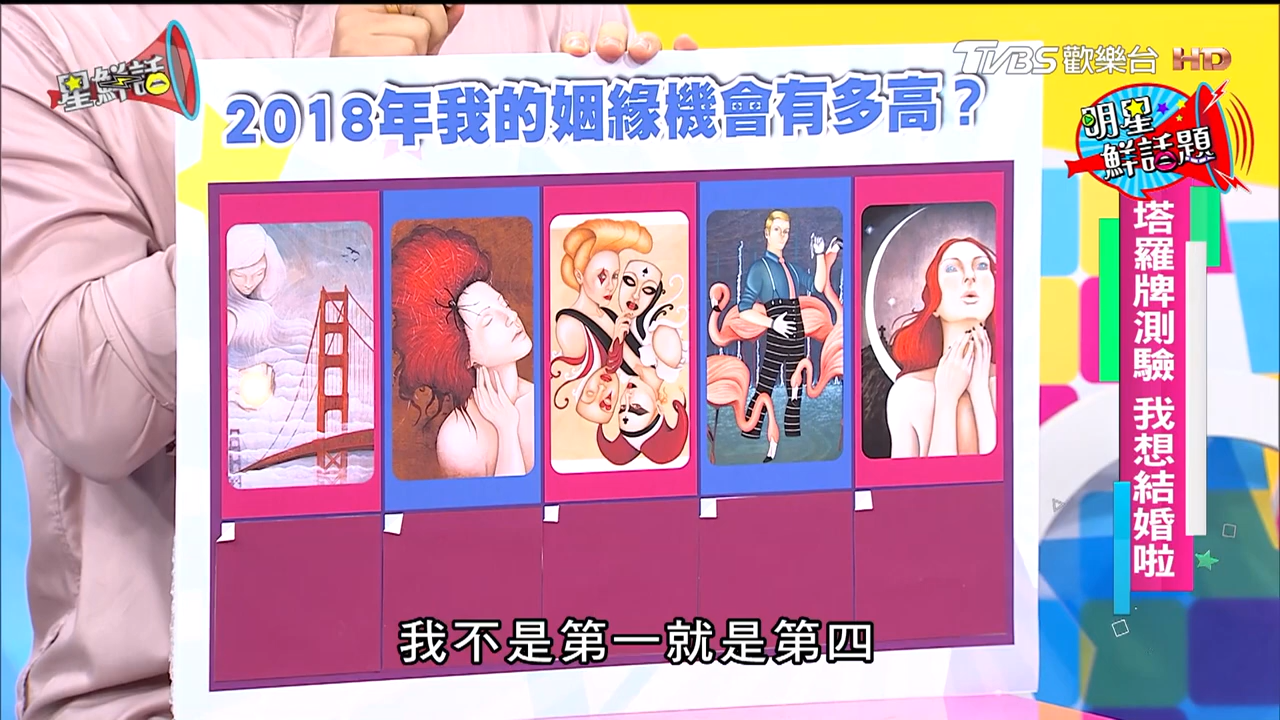 星鮮話
TVBS歡樂台 HD
2018年我的姻緣機會有多高？
明星
鮮話題
塔羅牌測驗 我想結婚啦
我不是第一就是第四